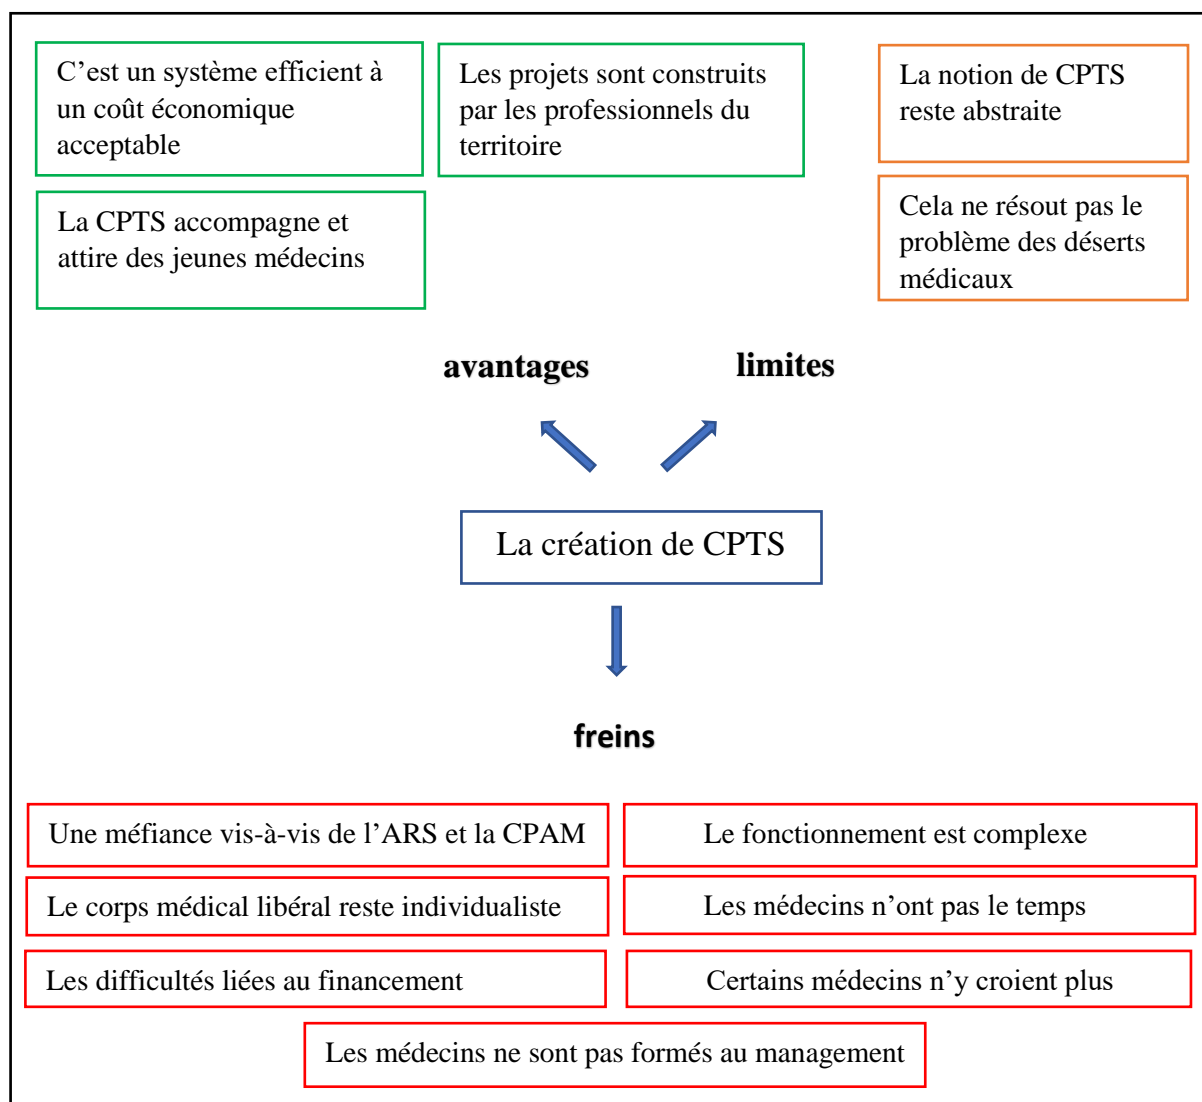 C’est un système efficient à
un coût économique
acceptable
Les projets sont construits
par les professionnels du
territoire
La notion de CPTS
reste abstraite
La CPTS accompagne et
attire des jeunes médecins
Cela ne résout pas le
problème des déserts
médicaux
avantages
limites
La création de CPTS
freins
Une méfiance vis-à-vis de l’ARS et la CPAM
Le fonctionnement est complexe
Le corps médical libéral reste individualiste
Les médecins n’ont pas le temps
Les difficultés liées au financement
Certains médecins n’y croient plus
Les médecins ne sont pas formés au management